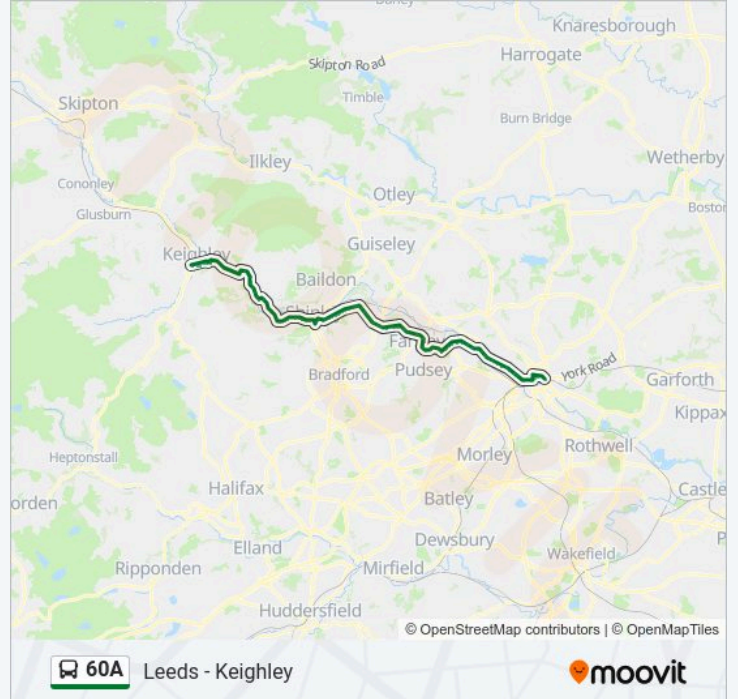 Knaresborough
Harrogate
Skipton Road
Timble
Skipton
Burn Bridge
Wetherby
Ilkley
Cononley
Otley
Glusburn
Boston
Guiseley
Keighley
Baildon
Bradford
Pudsey
York Road
Garforth
Kippax
Heptonstall
Morley
Rothwell
Halifax
Castle
orden
Batley
Elland
Dewsbury
Wakefield
Ripponden
Mirfield
Huddersfield
© OpenStreetMap contributors | © OpenMapTiles
60A Leeds - Keighley moovit